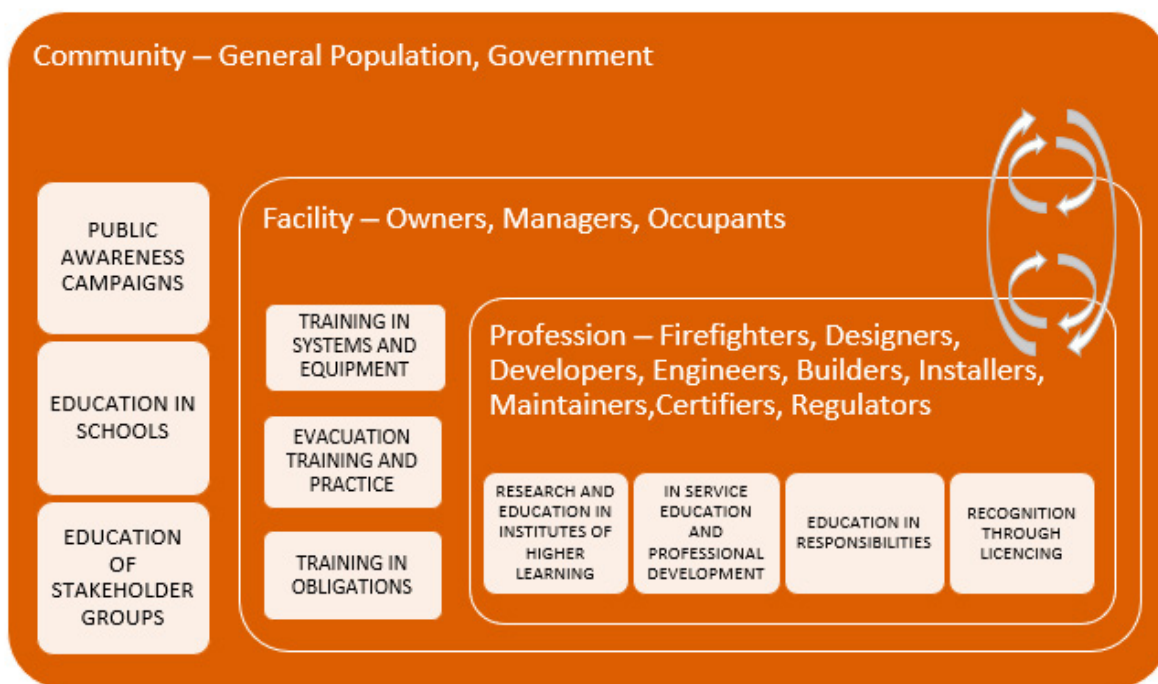 Community – General Population, Government
PUBLIC
AWARENESS
CAMPAIGNS
EDUCATION IN
SCHOOLS
EDUCATION
OF
STAKEHOLDER
GROUPS
Facility – Owners, Managers, Occupants
TRAINING IN
SYSTEMS AND
EQUIPMENT
EVACUATION
TRAINING AND
PRACTICE
TRAINING IN
OBLIGATIONS
Profession – Firefighters, Designers,
Developers, Engineers, Builders, Installers,
Maintainers,Certifiers, Regulators
RESEARCH AND
EDUCATION IN
INSTITUTES OF
HIGHER
LEARNING
IN SERVICE
EDUCATION
AND
PROFESSIONAL
DEVELOPMENT
EDUCATION IN
RESPONSIBILITIES
RECOGNITION
THROUGH
LICENCING